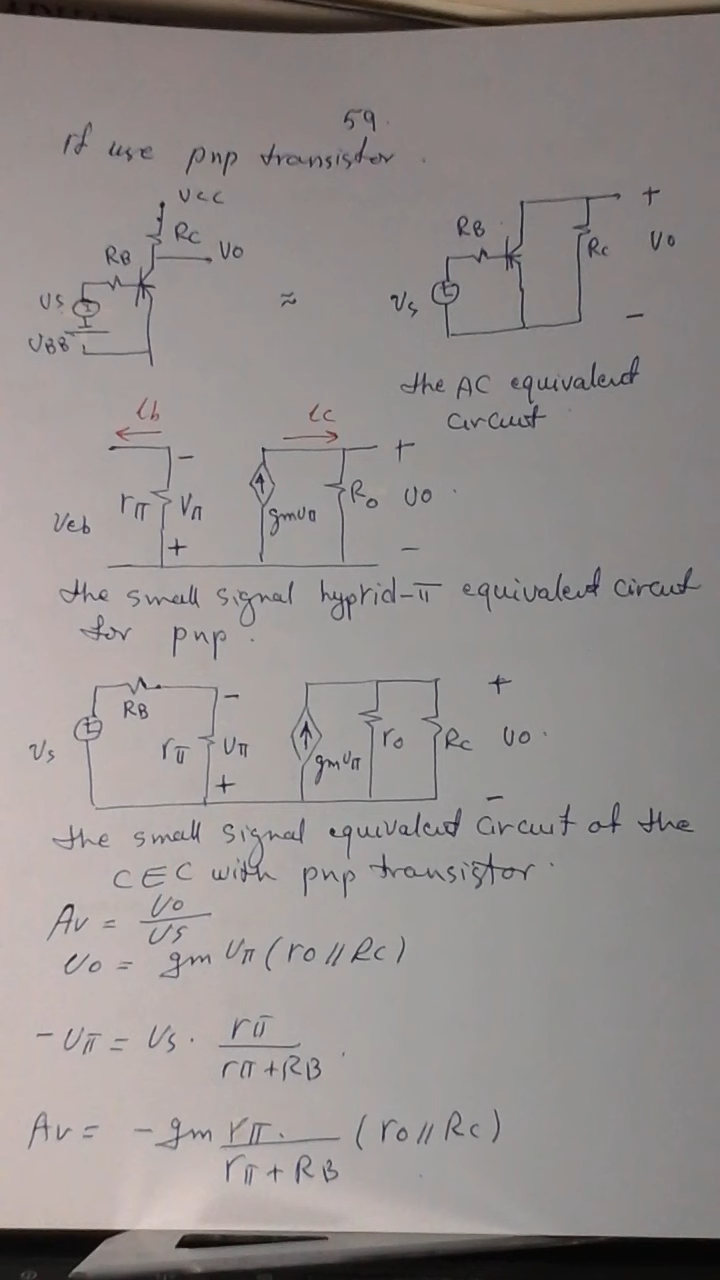 59.
if use pnp transistor.
VCC
RC
VO
RB
VS
VBB
≈
RB
Vs
RC
+
VO
-
the AC equivalent
circuit
ib
ic
-
+
rπ
Vπ
Veb
gmvπ
Ro
+
VO
-
the small signal hyprid-π equivalent circuit
for pnp.
RB
Vs
rπ
-
Vπ
+
gmvπ
ro
RC
+
VO
-
the small signal equivalent circuit of the
CEC with pnp transistor.
Av = VO / VS
VO = gm Vπ (ro // RC)
-Vπ = Vs . rπ / rπ + RB .
Av = -gm rπ. / rπ + RB (ro // RC)